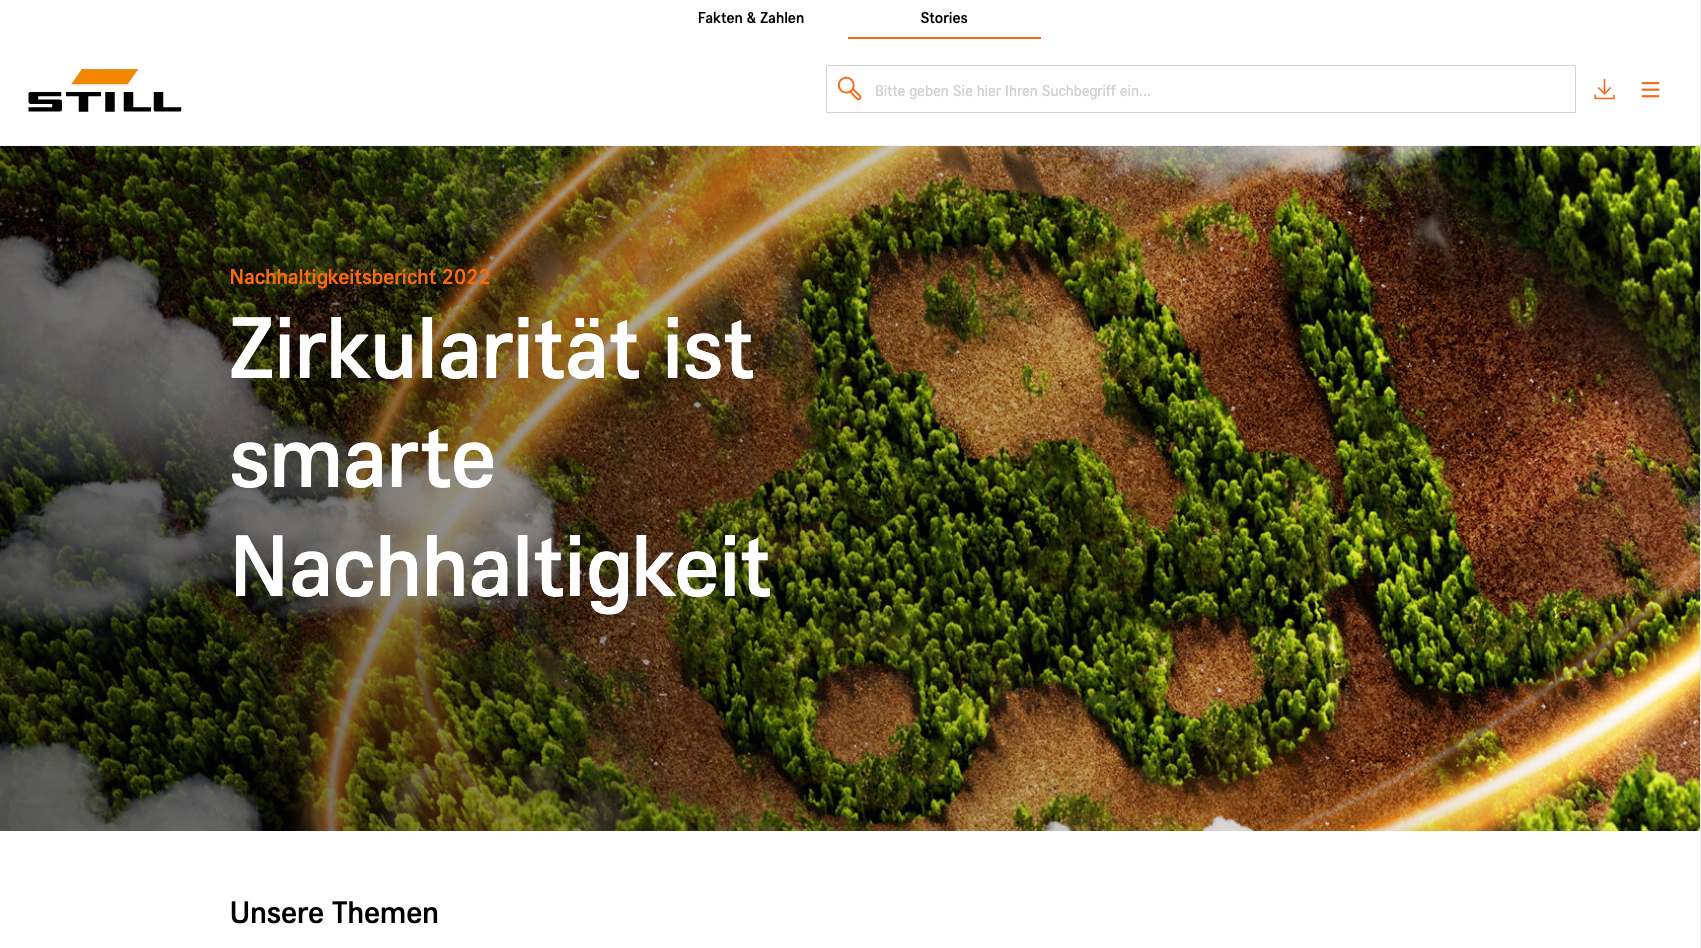 Fakten & Zahlen
Stories
STILL
Bitte geben Sie hier Ihren Suchbegriff ein...
Nachhaltigkeitsbericht 2022
Zirkularität ist
smarte
Nachhaltigkeit
Unsere Themen